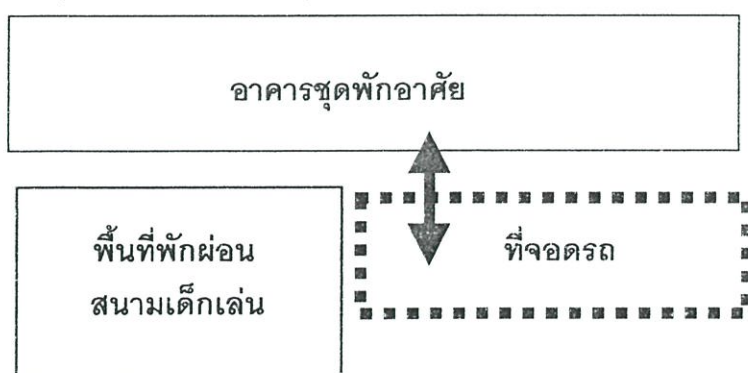 อาคารชุดพักอาศัย
พื้นที่พักผ่อน
สนามเด็กเล่น
ที่จอดรถ